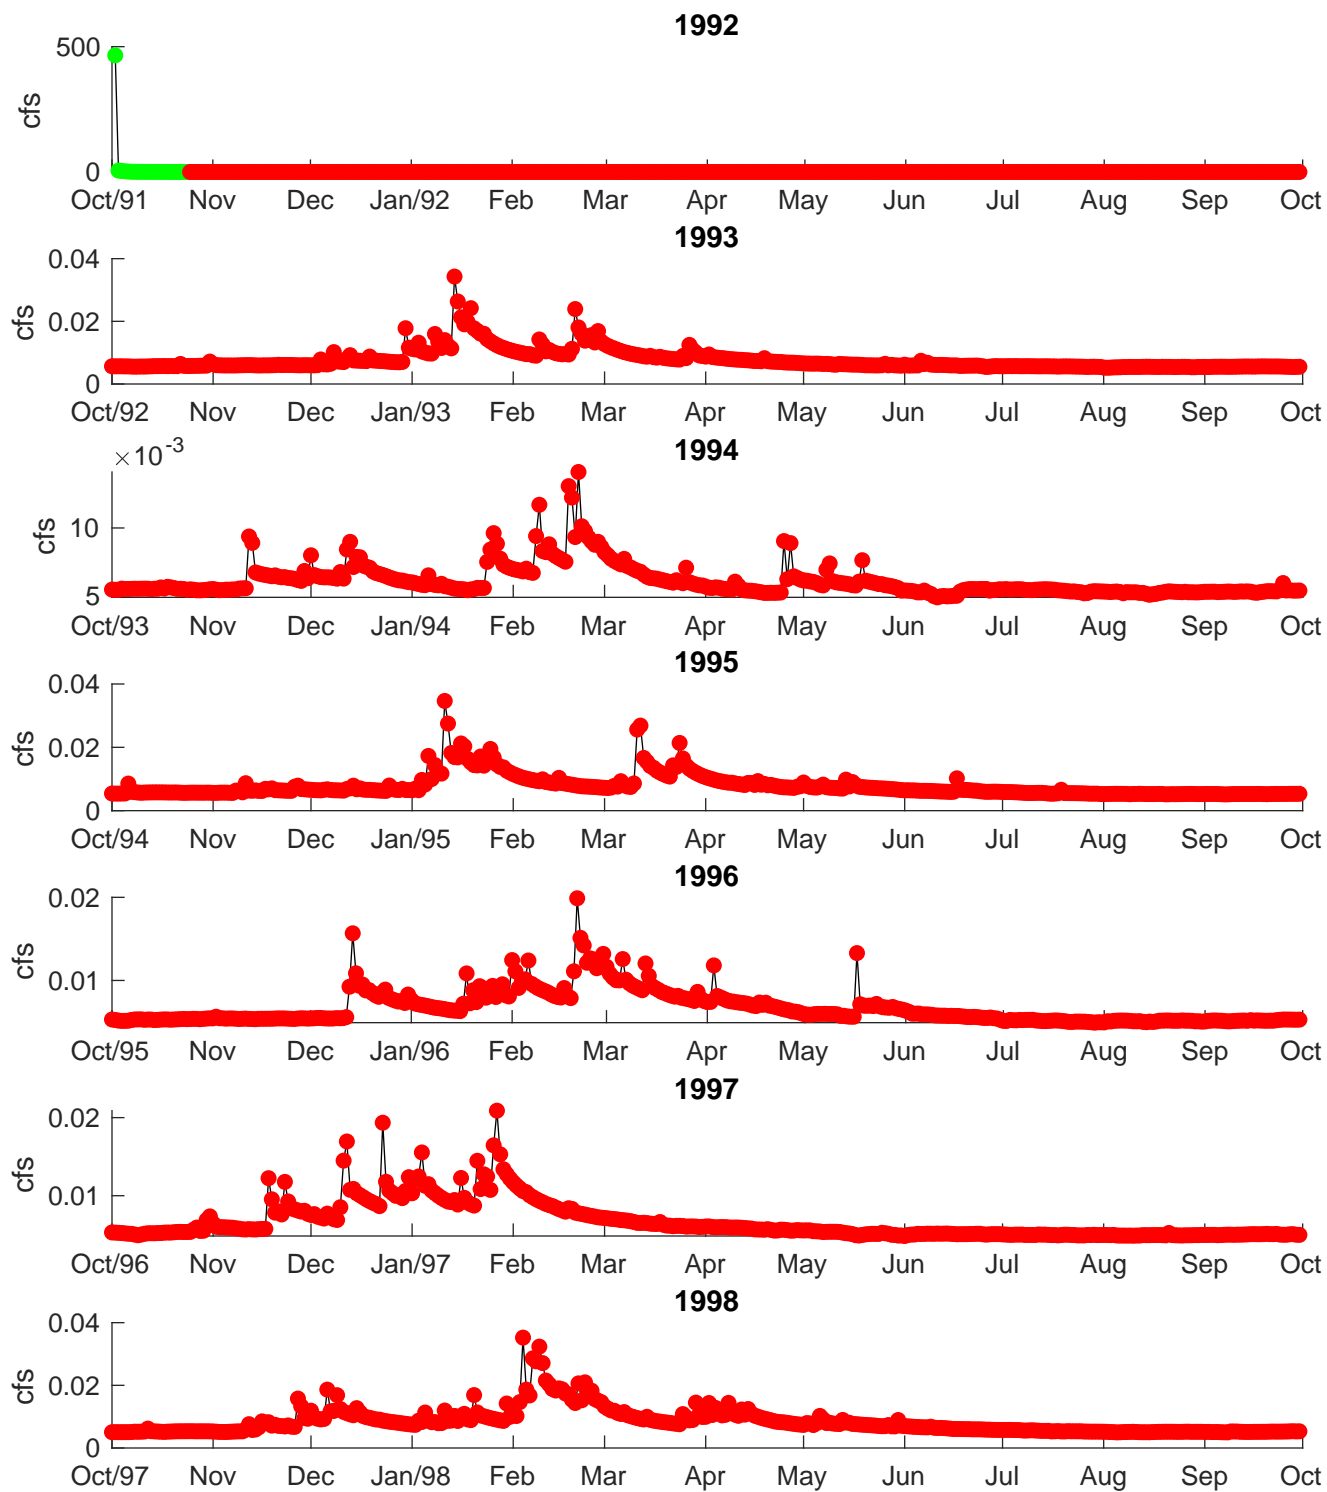 1992
500
cfs
0
Oct/91 Nov Dec Jan/92 Feb Mar Apr May Jun Jul Aug Sep Oct
1993
0.04
cfs
0.02
0
Oct/92 Nov Dec Jan/93 Feb Mar Apr May Jun Jul Aug Sep Oct
×10⁻³
1994
10
cfs
5
Oct/93 Nov Dec Jan/94 Feb Mar Apr May Jun Jul Aug Sep Oct
1995
0.04
cfs
0.02
0
Oct/94 Nov Dec Jan/95 Feb Mar Apr May Jun Jul Aug Sep Oct
1996
0.02
cfs
0.01
Oct/95 Nov Dec Jan/96 Feb Mar Apr May Jun Jul Aug Sep Oct
1997
0.02
cfs
0.01
Oct/96 Nov Dec Jan/97 Feb Mar Apr May Jun Jul Aug Sep Oct
1998
0.04
cfs
0.02
0
Oct/97 Nov Dec Jan/98 Feb Mar Apr May Jun Jul Aug Sep Oct